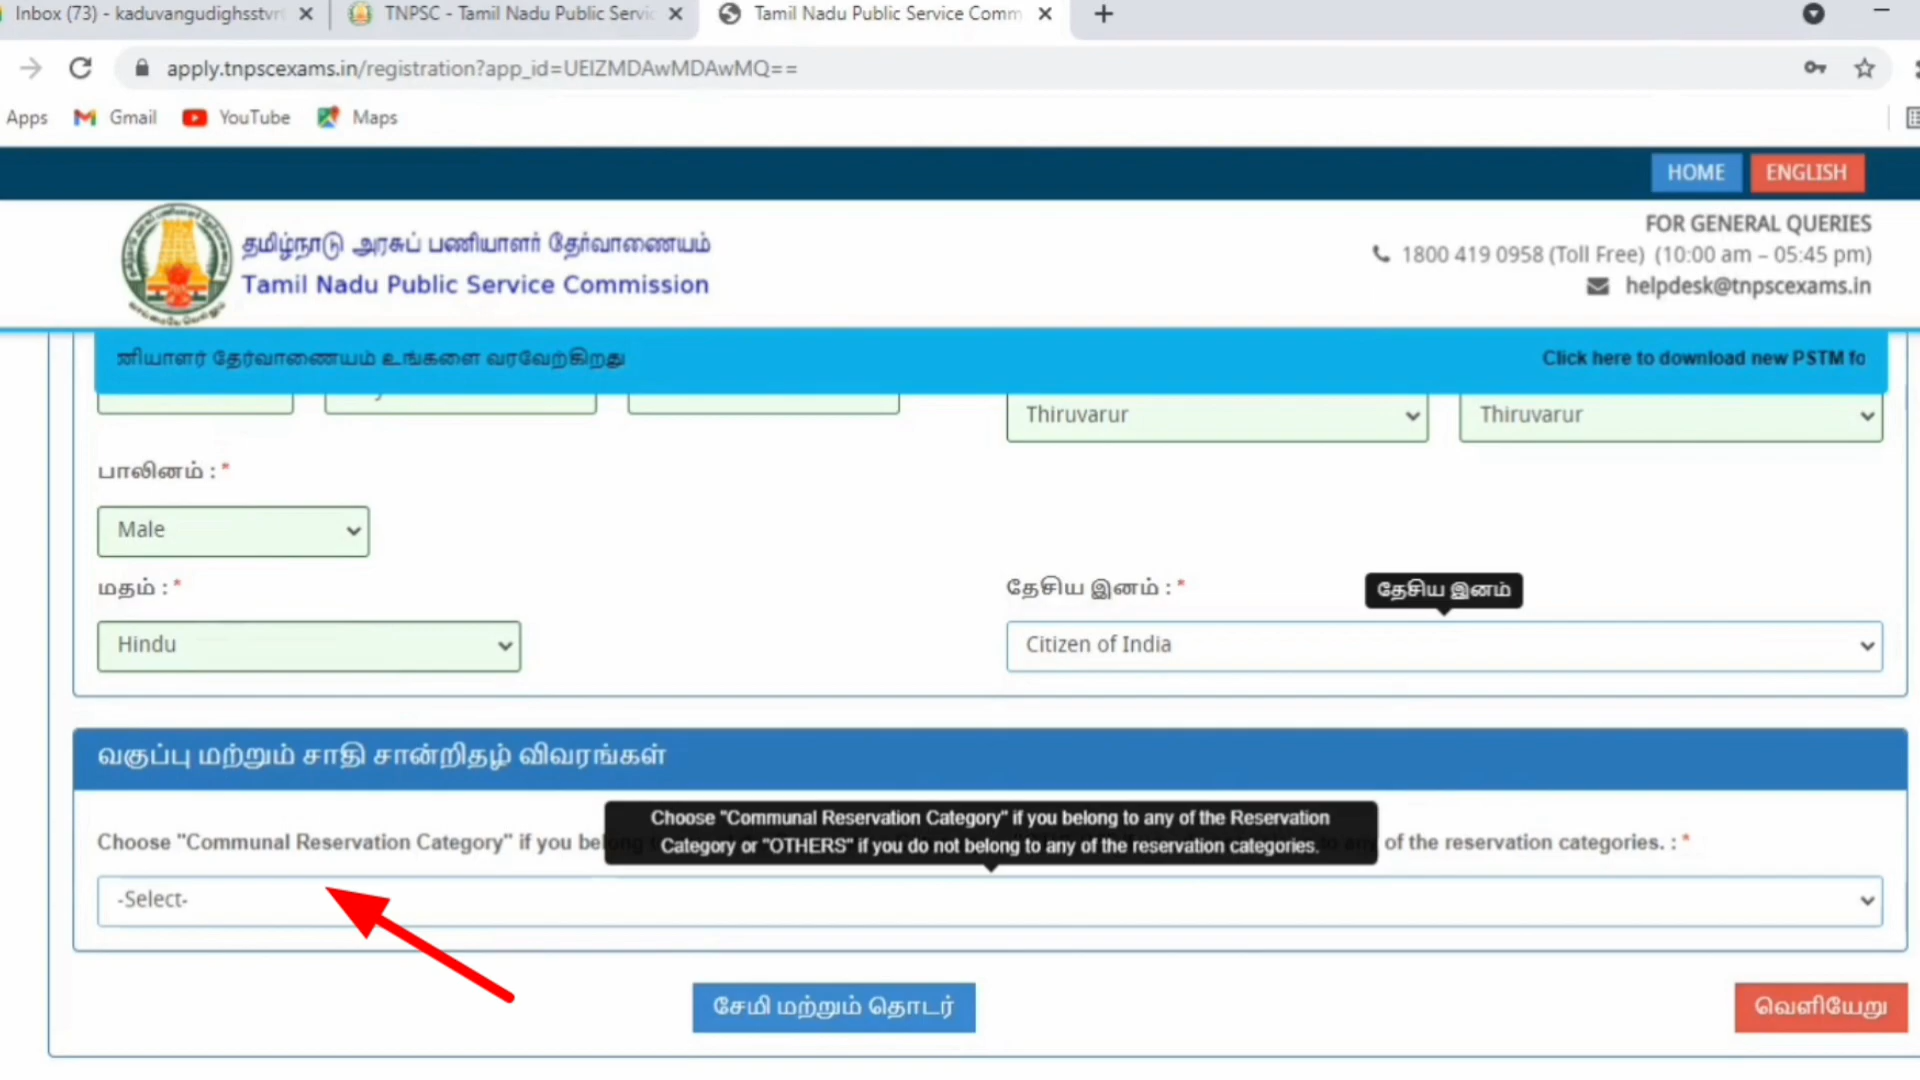 Inbox (73) - kaduvangudighsstvr
TNPSC - Tamil Nadu Public Servic
Tamil Nadu Public Service Comm
apply.tnpscexams.in/registration?app_id=UElZMDAwMDAwMQ==
Apps
Gmail
YouTube
Maps
HOME
ENGLISH
தமிழ்நாடு அரசுப் பணியாளர் தேர்வாணையம்
Tamil Nadu Public Service Commission
FOR GENERAL QUERIES
1800 419 0958 (Toll Free) (10:00 am – 05:45 pm)
helpdesk@tnpscexams.in
ணியாளர் தேர்வாணையம் உங்களை வரவேற்கிறது
Click here to download new PSTM fo
Thiruvarur
Thiruvarur
பாலினம் : *
Male
மதம் : *
தேசிய இனம் : *
தேசிய இனம்
Hindu
Citizen of India
வகுப்பு மற்றும் சாதி சான்றிதழ் விவரங்கள்
Choose "Communal Reservation Category" if you belong to any of the Reservation
Category or "OTHERS" if you do not belong to any of the reservation categories.
Choose "Communal Reservation Category" if you be
of the reservation categories. : *
-Select-
சேமி மற்றும் தொடர்
வெளியேறு